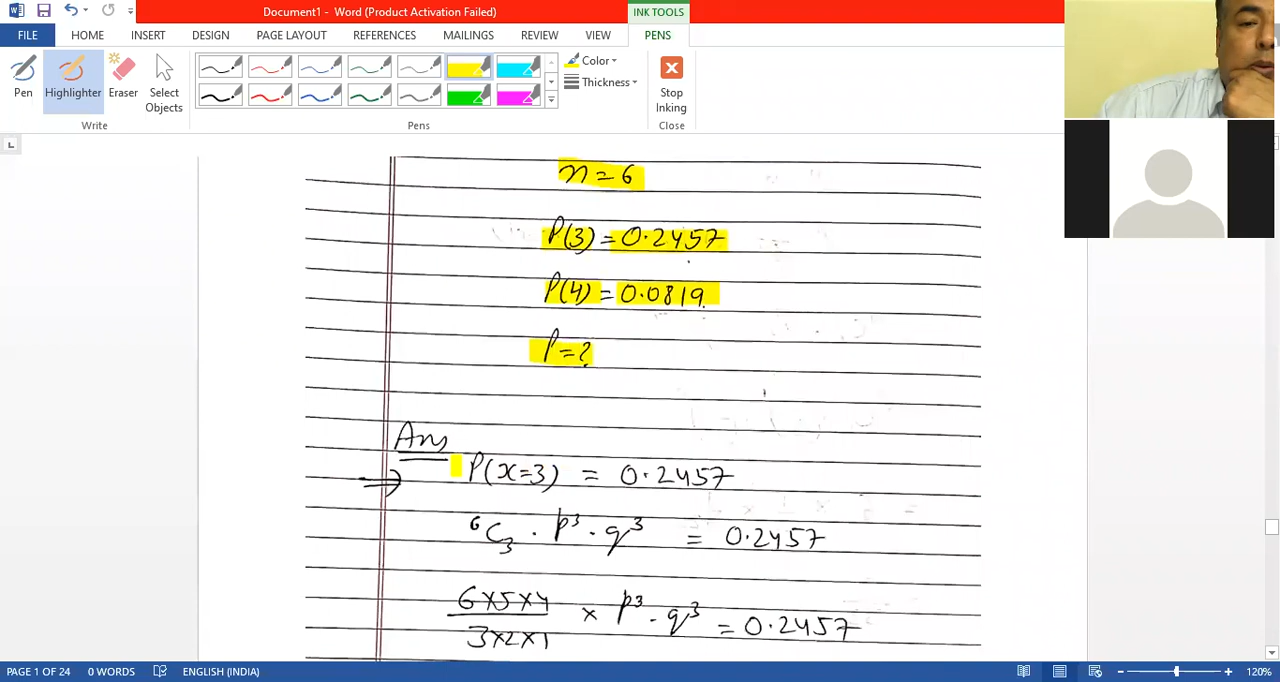 Document1 - Word (Product Activation Failed)
INK TOOLS
FILE HOME INSERT DESIGN PAGE LAYOUT REFERENCES MAILINGS REVIEW VIEW PENS
Pen
Highlighter
Eraser
Select Objects
Color
Thickness
Stop Inking
Write
Pens
Close
n = 6
P(3) = 0.2457
P(4) = 0.0819
P = ?
Ans
⇒ P(x=3) = 0.2457
⁶C₃ . p³ . q³ = 0.2457
6×5×4
3×2×1 × p³ . q³ = 0.2457
PAGE 1 OF 24 0 WORDS ENGLISH (INDIA) 120%